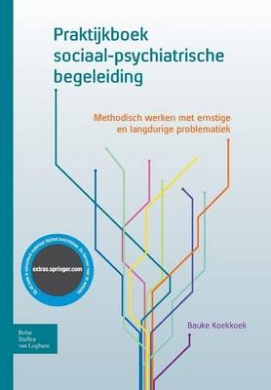 Praktijkboek
sociaal-psychiatrische
begeleiding
Methodisch werken met ernstige
en langdurige problematiek
extras.springer.com
Bauke Koekkoek
Bohn
Stafleu
van Loghum